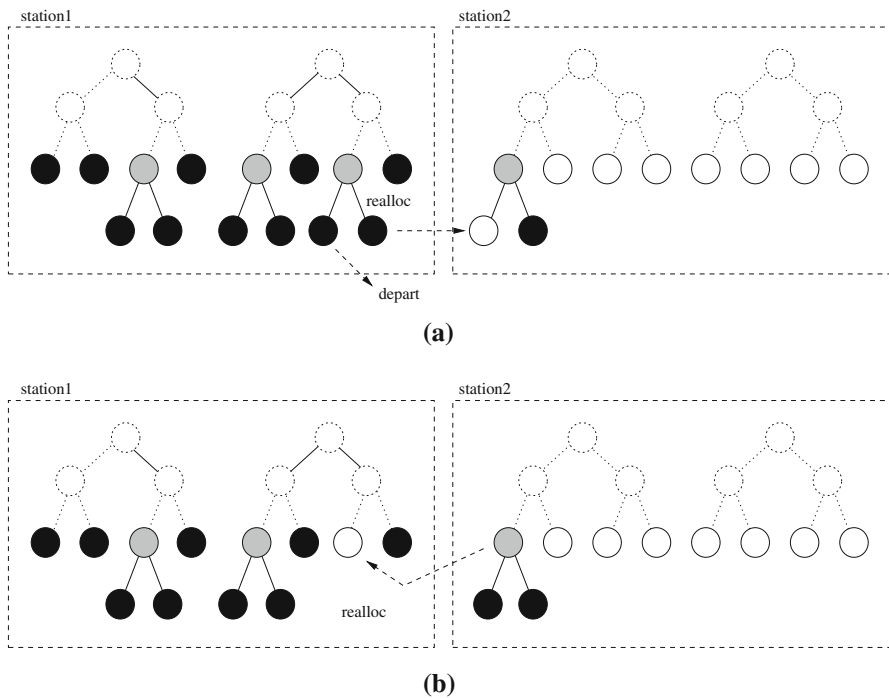 station1
station2
realloc
depart
(a)
station1
station2
realloc
(b)